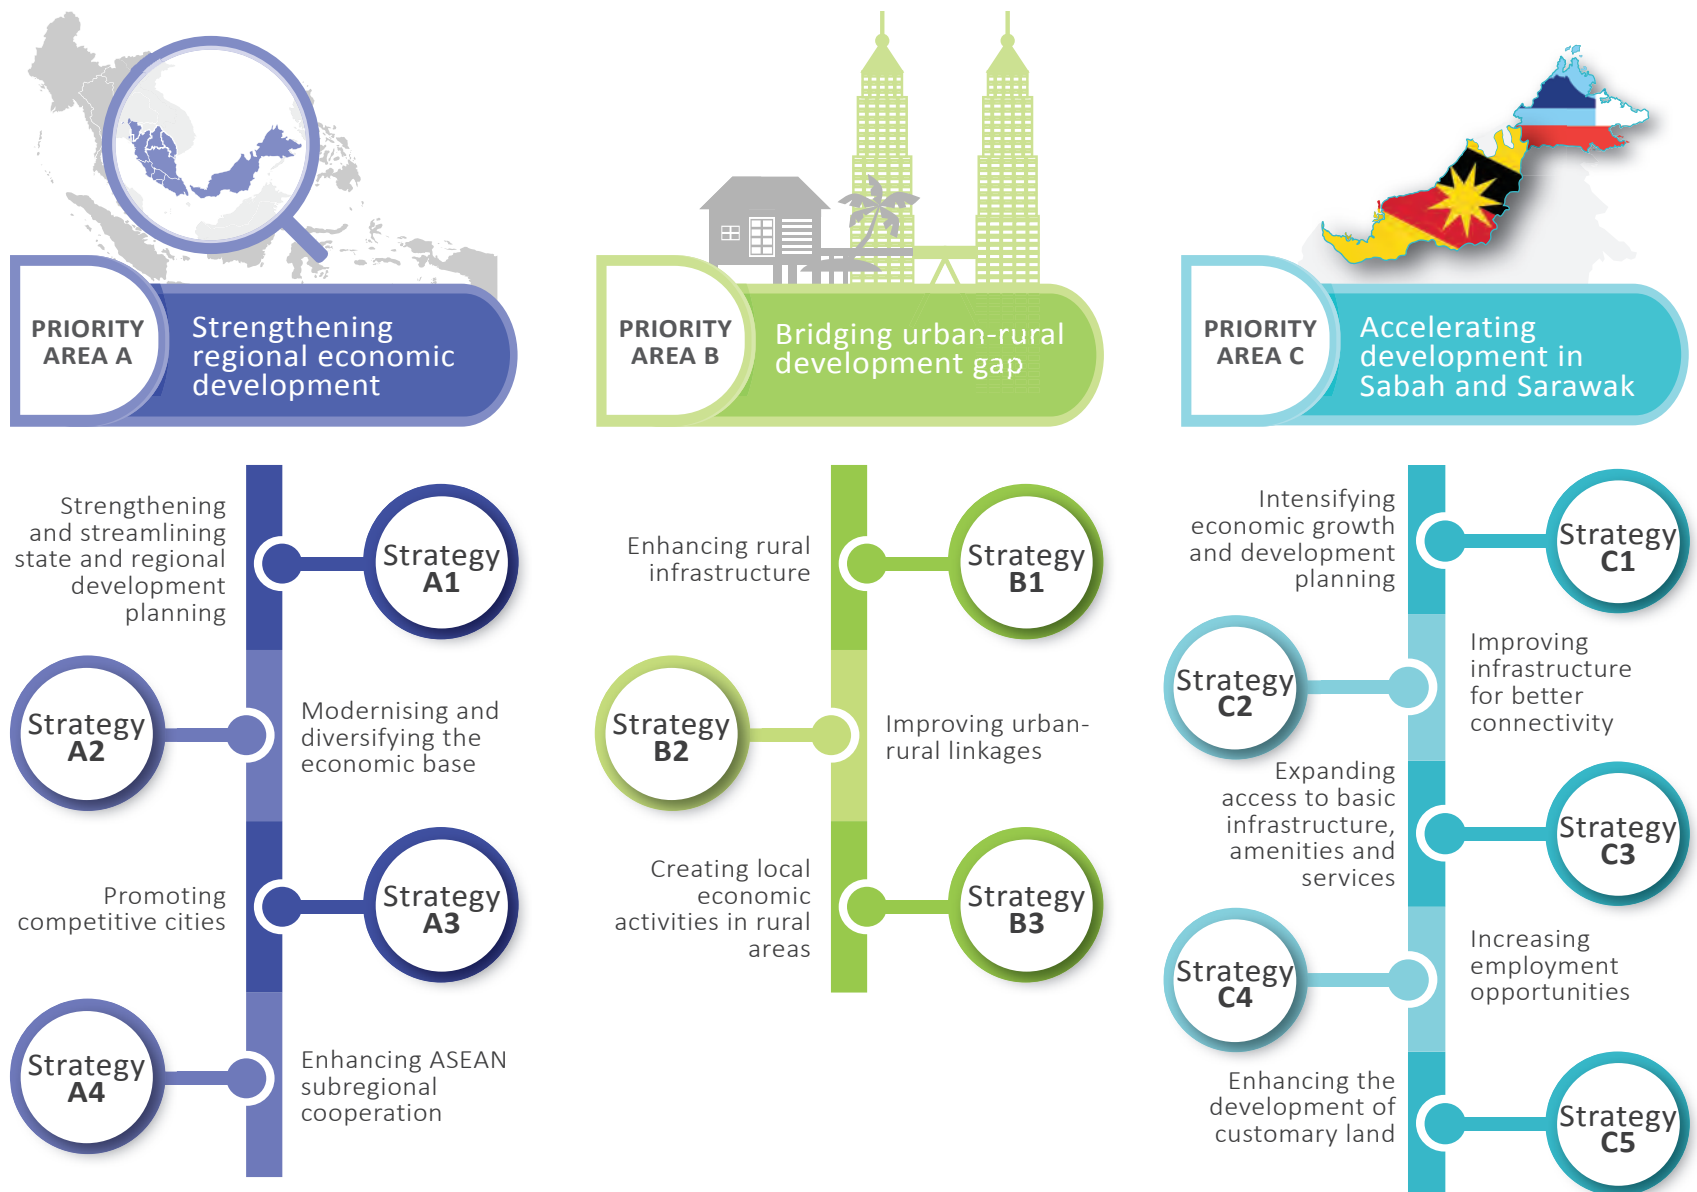 PRIORITY
AREA A
Strengthening
regional economic
development
Strengthening
and streamlining
state and regional
development
planning
Strategy
A1
Strategy
A2
Modernising and
diversifying the
economic base
Promoting
competitive cities
Strategy
A3
Strategy
A4
Enhancing ASEAN
subregional
cooperation
PRIORITY
AREA B
Bridging urban-rural
development gap
Enhancing rural
infrastructure
Strategy
B1
Strategy
B2
Improving urban-
rural linkages
Creating local
economic
activities in rural
areas
Strategy
B3
PRIORITY
AREA C
Accelerating
development in
Sabah and Sarawak
Intensifying
economic growth
and development
planning
Strategy
C1
Strategy
C2
Improving
infrastructure
for better
connectivity
Expanding
access to basic
infrastructure,
amenities and
services
Strategy
C3
Strategy
C4
Increasing
employment
opportunities
Enhancing the
development of
customary land
Strategy
C5